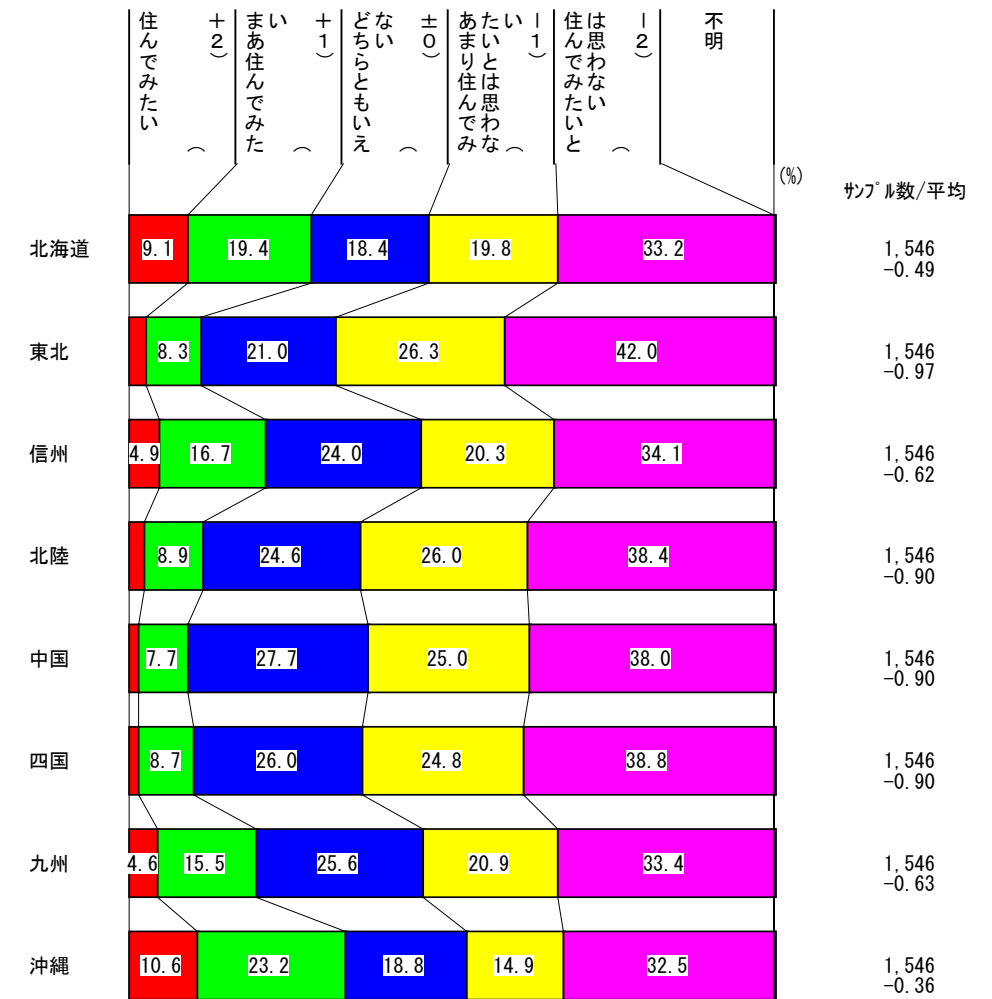 住んでみたい
（＋２）
まあ住んでみた
い
（＋１）
どちらともいえ
ない
（±０）
あまり住んでみ
たいとは思わな
い
（－１）
住んでみたいと
は思わない
（－２）
不明
(%)
ｻﾝﾌﾟﾙ数/平均
北海道 9.1 19.4 18.4 19.8 33.2 1,546
-0.49
東北 8.3 21.0 26.3 42.0 1,546
-0.97
信州 4.9 16.7 24.0 20.3 34.1 1,546
-0.62
北陸 8.9 24.6 26.0 38.4 1,546
-0.90
中国 7.7 27.7 25.0 38.0 1,546
-0.90
四国 8.7 26.0 24.8 38.8 1,546
-0.90
九州 4.6 15.5 25.6 20.9 33.4 1,546
-0.63
沖縄 10.6 23.2 18.8 14.9 32.5 1,546
-0.36